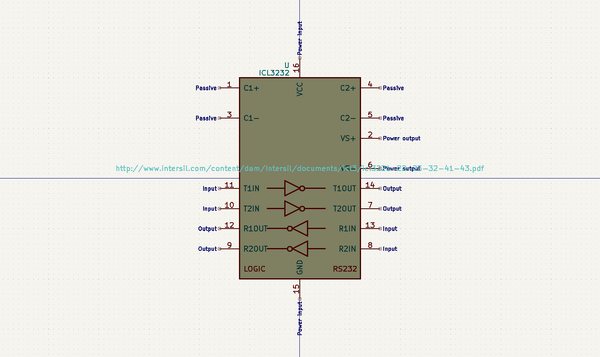 Power Input
16
U
ICL3232
VCC
Passive 1 C1+ C2+ 4 Passive
Passive 3 C1- C2- 5 Passive
VS+ 2 Power output
6 Power output
http://www.intersil.com/content/dam/Intersil/documents/
32-41-43.pdf
Input 11 T1IN T1OUT 14 Output
Input 10 T2IN T2OUT 7 Output
Output 12 R1OUT R1IN 13 Input
Output 9 R2OUT R2IN 8 Input
LOGIC GND RS232
15
Power Input